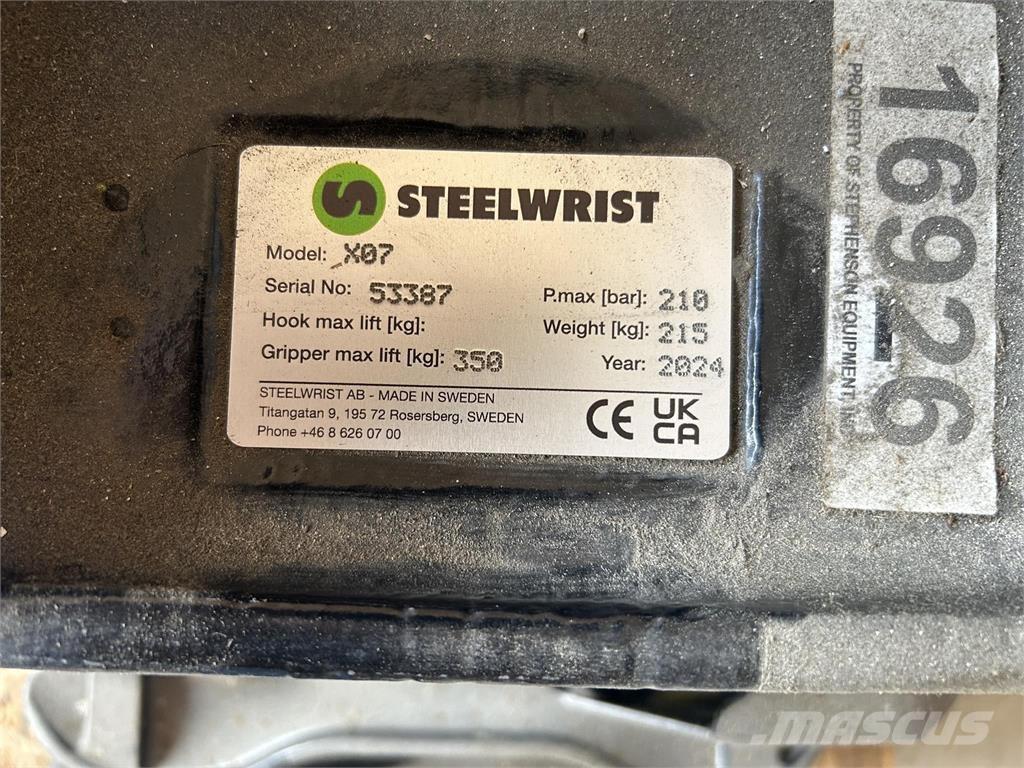 STEELWRIST
Model: X07
Serial No: 53387
P.max [bar]: 210
Hook max lift [kg]:
Weight [kg]: 215
Gripper max lift [kg]: 350
Year: 2024
STEELWRIST AB - MADE IN SWEDEN
Titangatan 9, 195 72 Rosersberg, SWEDEN
Phone +46 8 626 07 00
CE
UK
CA
16926
PROPERTY OF STEPHENSON EQUIPMENT,
MASCUS